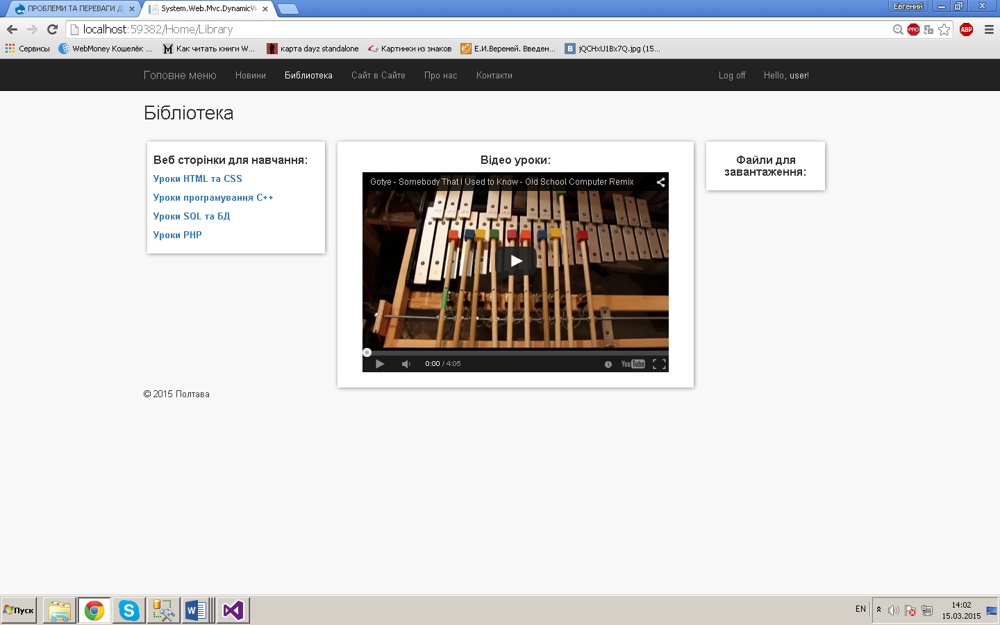 ПРОБЛЕМИ ТА ПЕРЕВАГИ Д
System.Web.Mvc.DynamicVi
Евгений
localhost:59382/Home/Library
PRO
ABP
Сервисы
WebMoney Кошелёк ...
Как читать книги W...
карта dayz standalone
Картинки из знаков
Е.И.Веремей. Введен...
jQCHxU1Bx7Q.jpg (15...
Головне меню
Новини
Библиотека
Сайт в Сайте
Про нас
Контакти
Log off
Hello, user!
Бібліотека
Веб сторінки для навчання:
Уроки HTML та CSS
Уроки програмування C++
Уроки SQL та БД
Уроки PHP
Відео уроки:
Gotye - Somebody That I Used to Know - Old School Computer Remix
0:00 / 4:05
YouTube
Файли для
завантаження:
© 2015 Полтава
Пуск
EN
14:02
15.03.2015